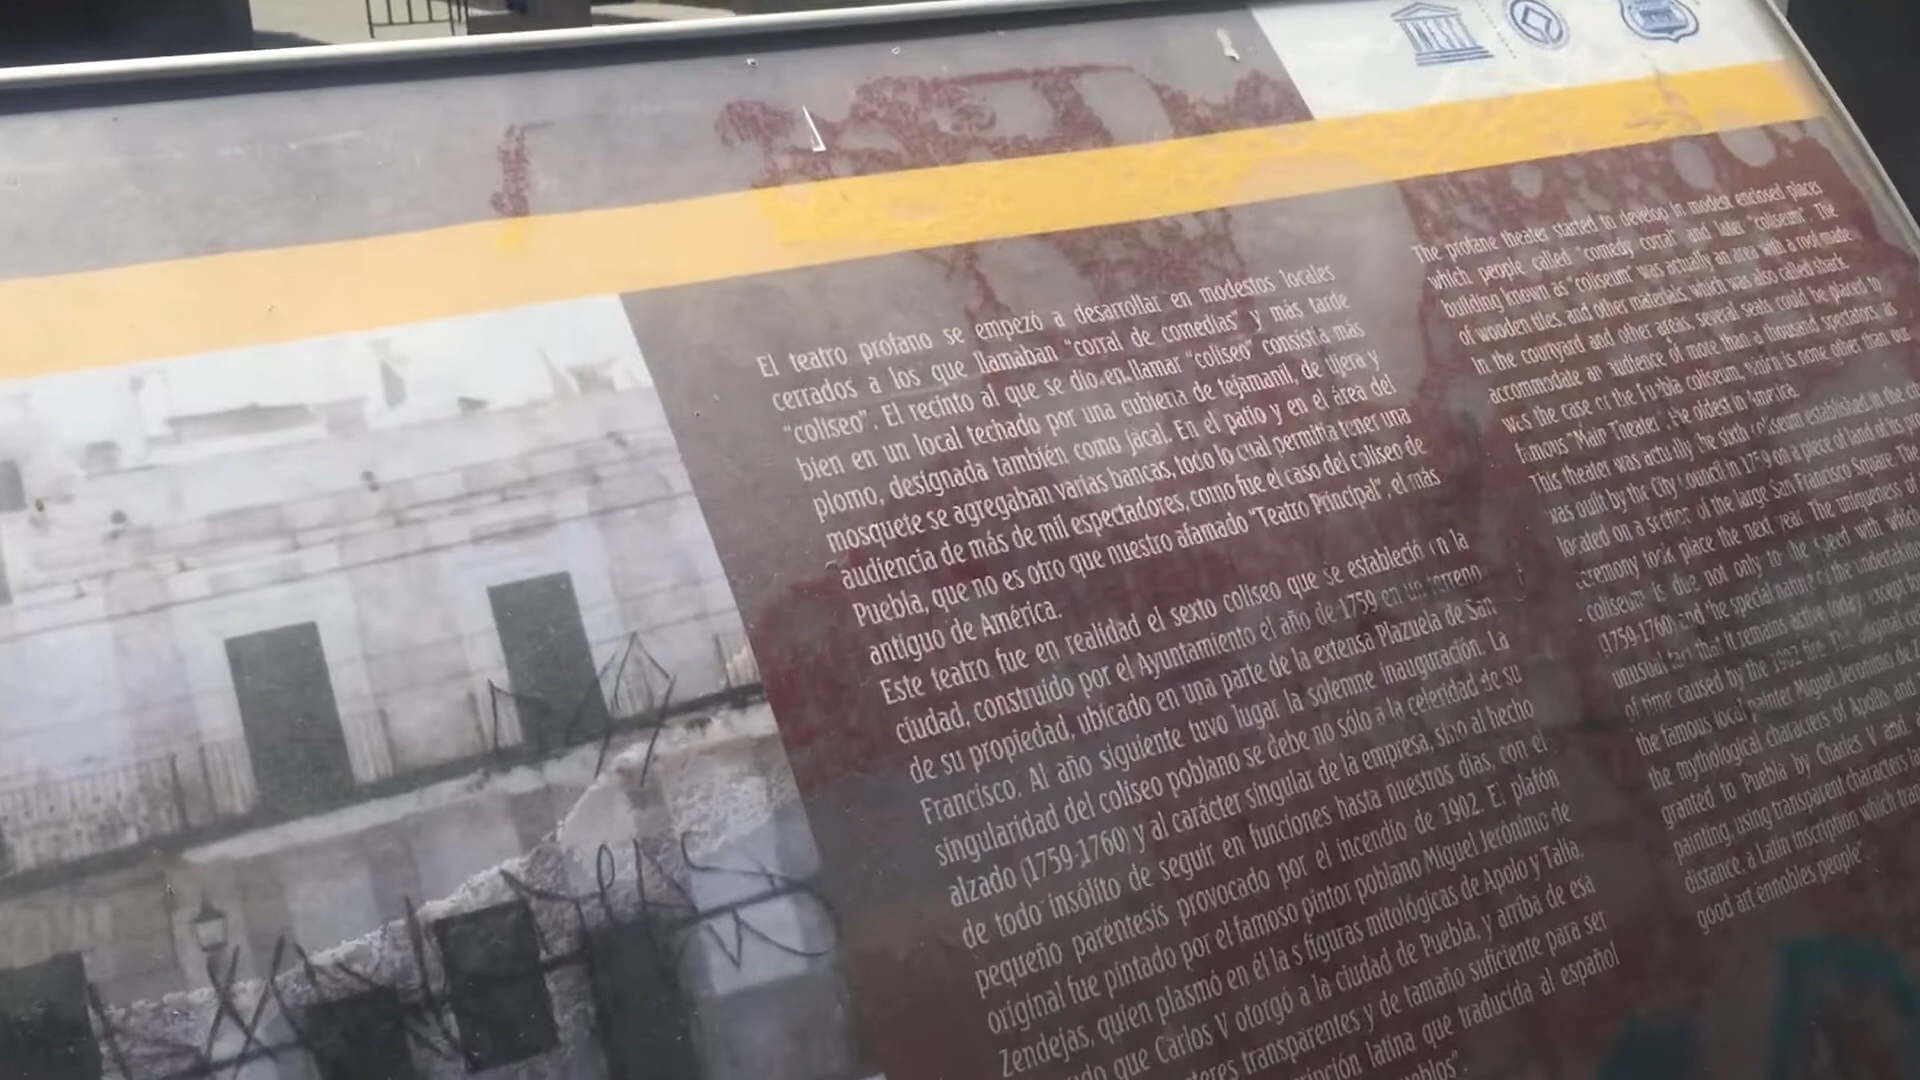 UNESCO
El teatro profano se empezó a desarrollar en modestos locales
cerrados a los que llamaban "corral de comedias" y más tarde
"coliseo". El recinto al que se dio en llamar "coliseo" consistía más
bien en un local techado por una cubierta de tejamanil, de tijera y
plomo, designada también como jacal. En el patio y en el área del
mosquete se agregaban varias bancas, todo lo cual permitía tener una
audiencia de más de mil espectadores, como fue el caso del coliseo de
Puebla, que no es otro que nuestro afamado "Teatro Principal", el más
antiguo de América.
Este teatro fue en realidad el sexto coliseo que se estableció en la
ciudad, construido por el Ayuntamiento el año de 1759 en un terreno
de su propiedad, ubicado en una parte de la extensa Plazuela de San
Francisco. Al año siguiente tuvo lugar la solemne inauguración. La
singularidad del coliseo poblano se debe no sólo a la celeridad de su
alzado (1759-1760) y al carácter singular de la empresa, sino al hecho
de todo insólito de seguir en funciones hasta nuestros días, con el
pequeño paréntesis provocado por el incendio de 1902. El plafón
original fue pintado por el famoso pintor poblano Miguel Jerónimo de
Zendejas, quien plasmó en él la s figuras mitológicas de Apolo y Talía,
que Carlos V otorgó a la ciudad de Puebla, y arriba de esa
transparentes y de tamaño suficiente para ser
latina que traducida al español
The profane theater started to develop in modest enclosed places
which people called "comedy corral" and later "coliseum". The
building known as "coliseum" was actually an area with a roof made
of wooden tiles, and other materials which was also called shark.
In the courtyard and other areas, several seats could be placed to
accommodate an audience of more than a thousand spectators as
was the case of the Puebla coliseum, which is none other than our
famous "Main Theater", the oldest in America.
This theater was actually the sixth coliseum established in the
was built by the City Council in 1759 on a piece of land of its
located on a section of the large San Francisco Square. The
ceremony took place the next year. The uniqueness of
coliseum is due not only to the speed with which
(1759-1760) and the special nature of the undertaking
unusual fact that it remains active today, except for
of time caused by the 1902 fire. The original
the famous local painter Miguel Jerónimo de
the mythological characters of Apollo and
granted to Puebla by Charles V and
painting, using transparent characters
distance, a Latin inscription which
good art ennobles people".